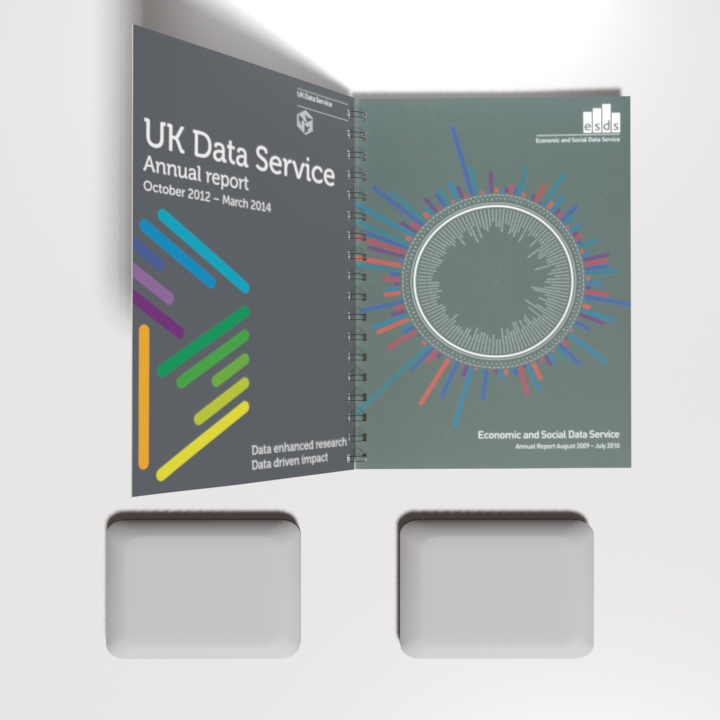 UK Data Service
UK Data Service
Annual report
October 2012 – March 2014
Data enhanced research
Data driven impact
esds
Economic and Social Data Service
Economic and Social Data Service
Annual Report August 2009 – July 2010